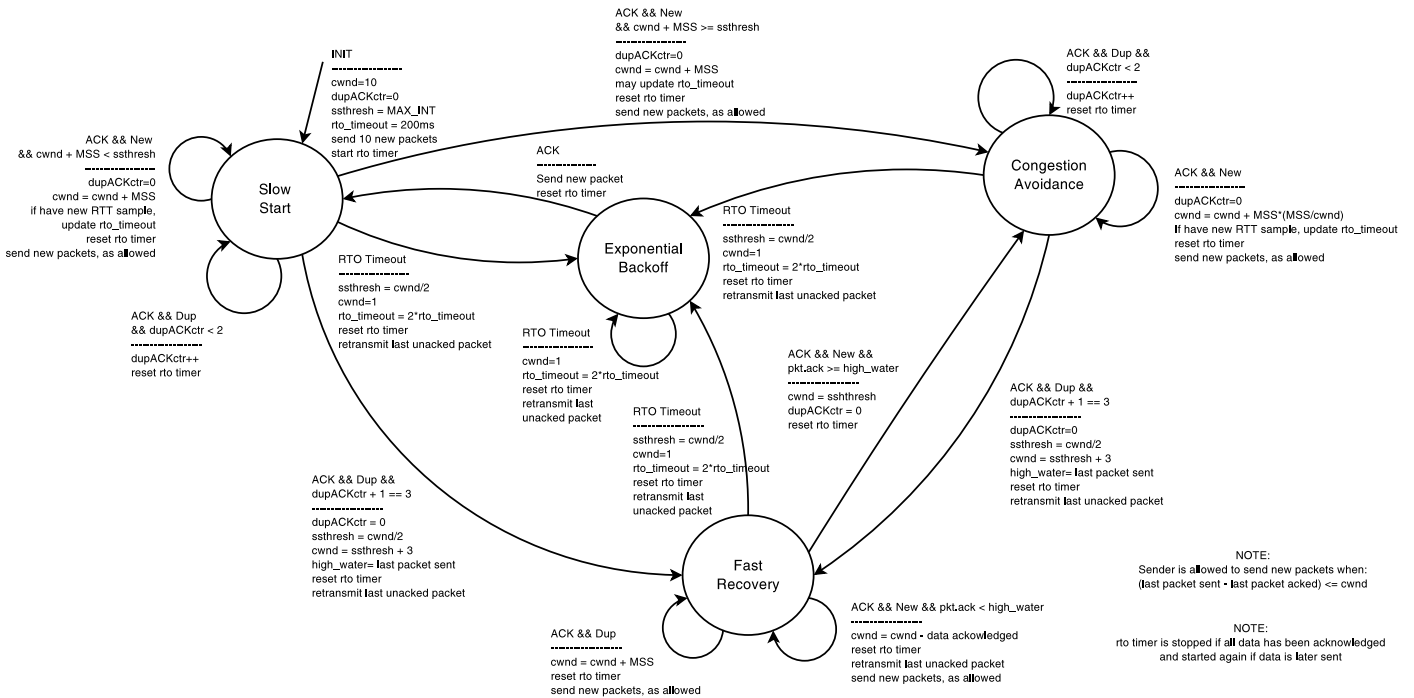 INIT
-------------------
cwnd=10
dupACKctr=0
ssthresh = MAX_INT
rto_timeout = 200ms
send 10 new packets
start rto timer
ACK && New
&& cwnd + MSS >= ssthresh
-------------------
dupACKctr=0
cwnd = cwnd + MSS
may update rto_timeout
reset rto timer
send new packets, as allowed
ACK && Dup &&
dupACKctr < 2
-------------------
dupACKctr++
reset rto timer
ACK && New
&& cwnd + MSS < ssthresh
-------------------
dupACKctr=0
cwnd = cwnd + MSS
if have new RTT sample,
update rto_timeout
reset rto timer
send new packets, as allowed
Slow
Start
ACK
----------------
Send new packet
reset rto timer
Congestion
Avoidance
ACK && New
-------------------
dupACKctr=0
cwnd = cwnd + MSS*(MSS/cwnd)
If have new RTT sample, update rto_timeout
reset rto timer
send new packets, as allowed
Exponential
Backoff
RTO Timeout
-------------------
ssthresh = cwnd/2
cwnd=1
rto_timeout = 2*rto_timeout
reset rto timer
retransmit last unacked packet
RTO Timeout
-------------------
ssthresh = cwnd/2
cwnd=1
rto_timeout = 2*rto_timeout
reset rto timer
retransmit last unacked packet
ACK && Dup
&& dupACKctr < 2
-------------------
dupACKctr++
reset rto timer
RTO Timeout
-------------------
cwnd=1
rto_timeout = 2*rto_timeout
reset rto timer
retransmit last
unacked packet
ACK && New &&
pkt.ack >= high_water
-------------------
cwnd = sshthresh
dupACKctr = 0
reset rto timer
ACK && Dup &&
dupACKctr + 1 == 3
-------------------
dupACKctr=0
ssthresh = cwnd/2
cwnd = ssthresh + 3
high_water= last packet sent
reset rto timer
retransmit last unacked packet
RTO Timeout
-------------------
ssthresh = cwnd/2
cwnd=1
rto_timeout = 2*rto_timeout
reset rto timer
retransmit last
unacked packet
ACK && Dup &&
dupACKctr + 1 == 3
-------------------
dupACKctr = 0
ssthresh = cwnd/2
cwnd = ssthresh + 3
high_water= last packet sent
reset rto timer
retransmit last unacked packet
Fast
Recovery
ACK && Dup
-------------------
cwnd = cwnd + MSS
reset rto timer
send new packets, as allowed
ACK && New && pkt.ack < high_water
-------------------
cwnd = cwnd - data ackowledged
reset rto timer
retransmit last unacked packet
send new packets, as allowed
NOTE:
Sender is allowed to send new packets when:
(last packet sent - last packet acked) <= cwnd
NOTE:
rto timer is stopped if all data has been acknowledged
and started again if data is later sent